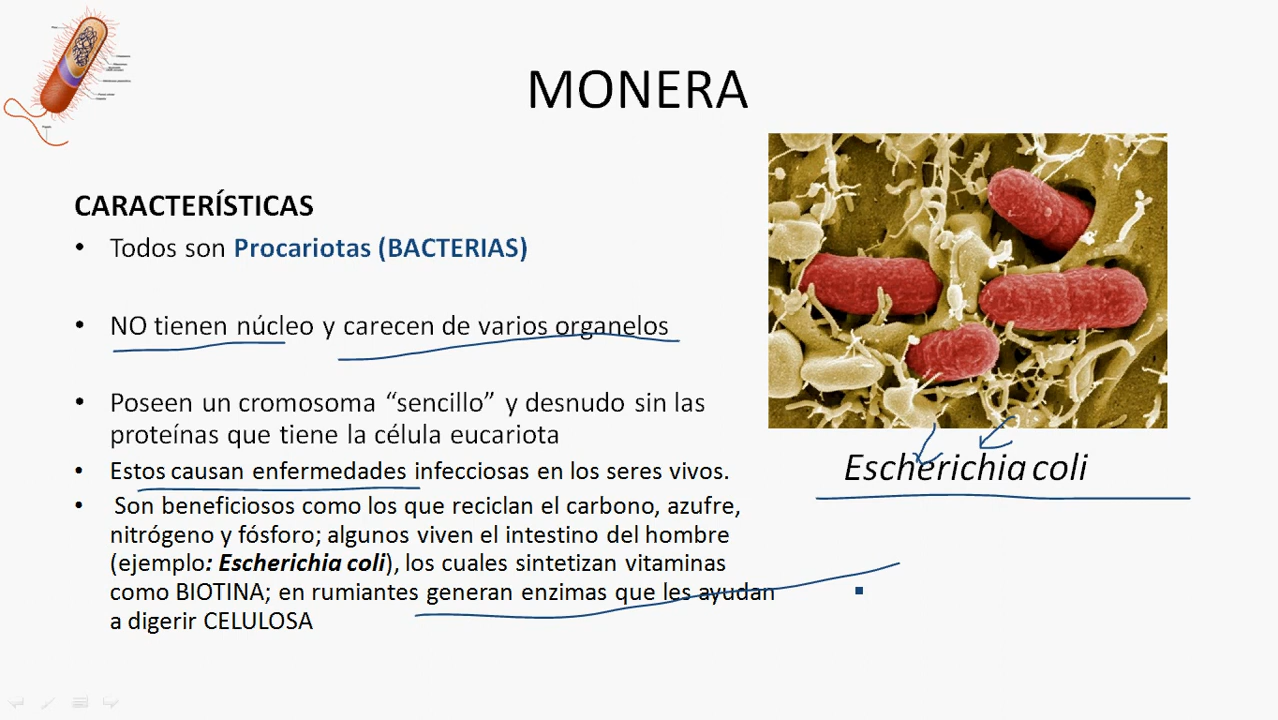 MONERA
CARACTERÍSTICAS
• Todos son Procariotas (BACTERIAS)
• NO tienen núcleo y carecen de varios organelos
• Poseen un cromosoma “sencillo” y desnudo sin las
proteínas que tiene la célula eucariota
• Estos causan enfermedades infecciosas en los seres vivos.
• Son beneficiosos como los que reciclan el carbono, azufre,
nitrógeno y fósforo; algunos viven el intestino del hombre
(ejemplo: Escherichia coli), los cuales sintetizan vitaminas
como BIOTINA; en rumiantes generan enzimas que les ayudan
a digerir CELULOSA
Escherichia coli